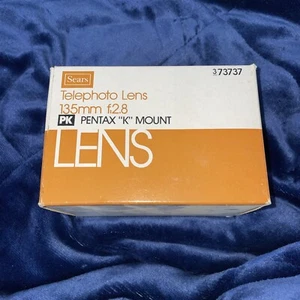 Sears
373737
Telephoto Lens
135mm f2.8
PK PENTAX "K" MOUNT
LENS